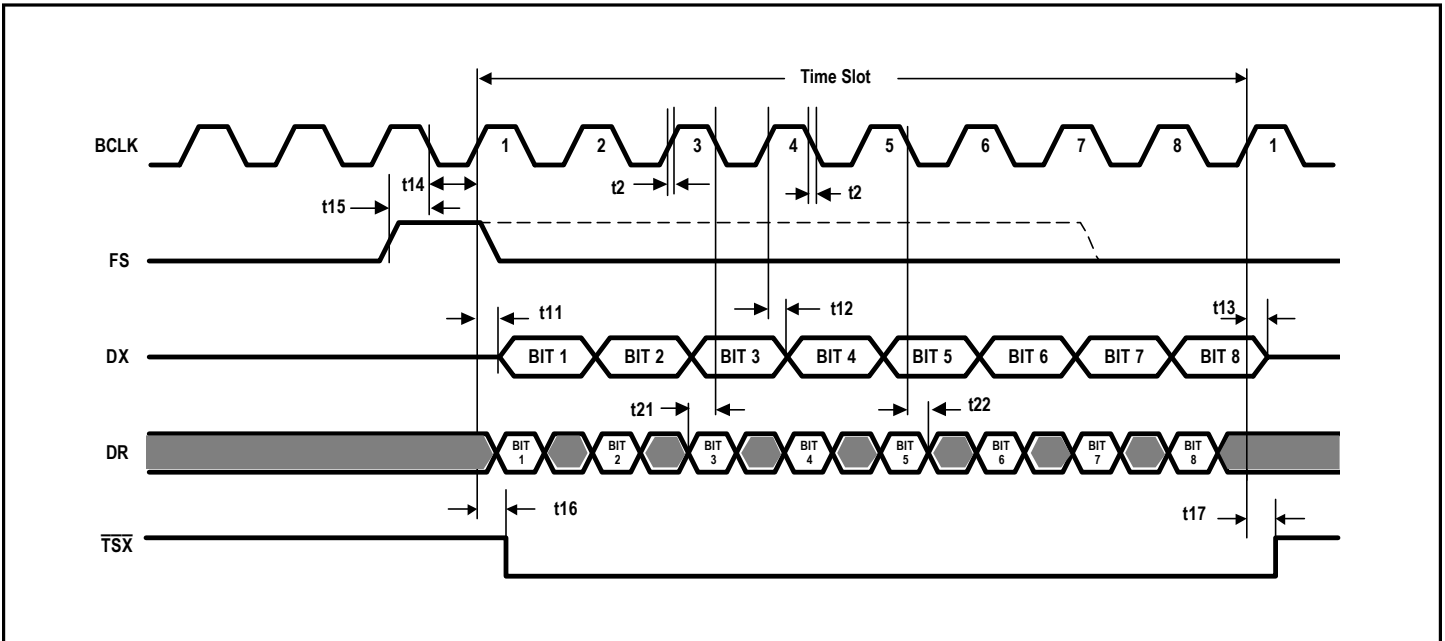 Time Slot
BCLK 1 2 3 4 5 6 7 8 1
t14 t2 t2
t15
FS
t11 t12 t13
DX BIT 1 BIT 2 BIT 3 BIT 4 BIT 5 BIT 6 BIT 7 BIT 8
t21 t22
DR BIT 1 BIT 2 BIT 3 BIT 4 BIT 5 BIT 6 BIT 7 BIT 8
t16 t17
TSX